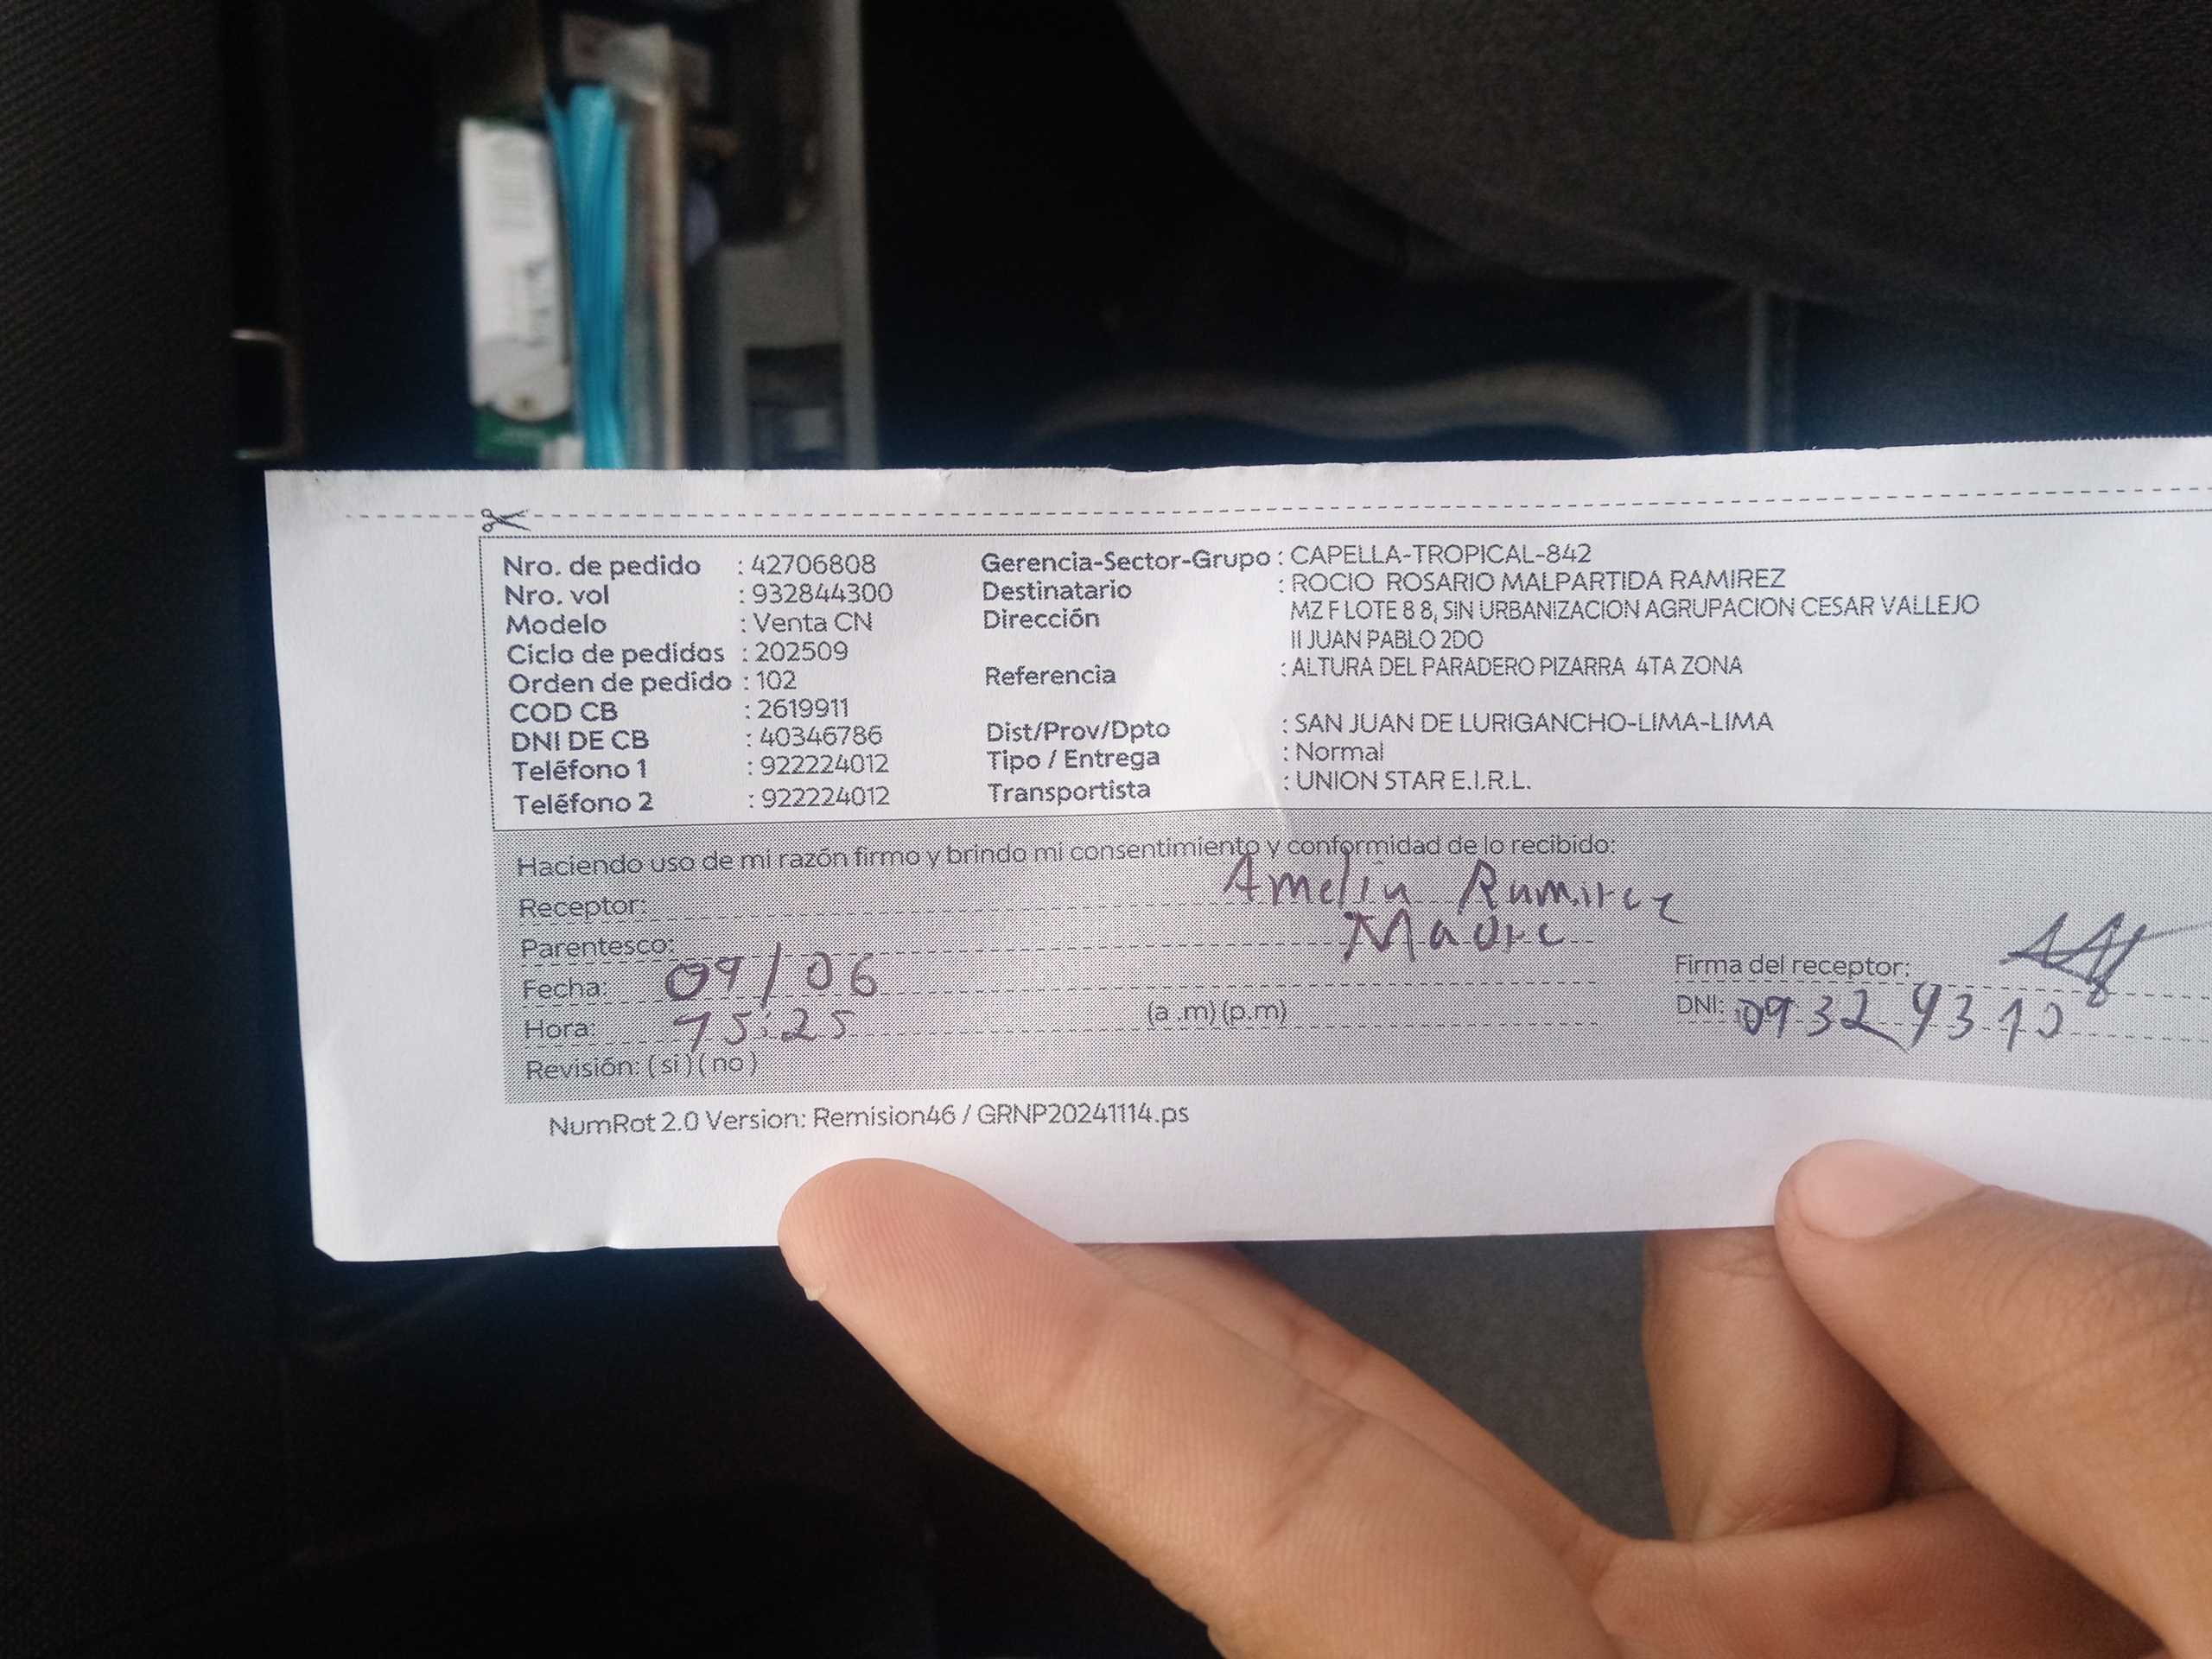 Nro. de pedido : 42706808
Nro. vol : 932844300
Modelo : Venta CN
Ciclo de pedidos : 202509
Orden de pedido : 102
COD CB : 2619911
DNI DE CB : 40346786
Teléfono 1 : 922224012
Teléfono 2 : 922224012
Gerencia-Sector-Grupo : CAPELLA-TROPICAL-842
Destinatario : ROCIO ROSARIO MALPARTIDA RAMIREZ
Dirección MZ F LOTE 8 8, SIN URBANIZACION AGRUPACION CESAR VALLEJO
II JUAN PABLO 2DO
Referencia : ALTURA DEL PARADERO PIZARRA 4TA ZONA
Dist/Prov/Dpto : SAN JUAN DE LURIGANCHO-LIMA-LIMA
Tipo / Entrega : Normal
Transportista : UNION STAR E.I.R.L.
Haciendo uso de mi razón firmo y brindo mi consentimiento y conformidad de lo recibido:
Receptor: Amelia Ramirez
Parentesco: Madre
Fecha: 09/06
Hora: 15:25 (a .m) (p.m)
Revisión: ( si ) ( no )
Firma del receptor:
DNI: 09329310
NumRot 2.0 Version: Remision46 / GRNP20241114.ps